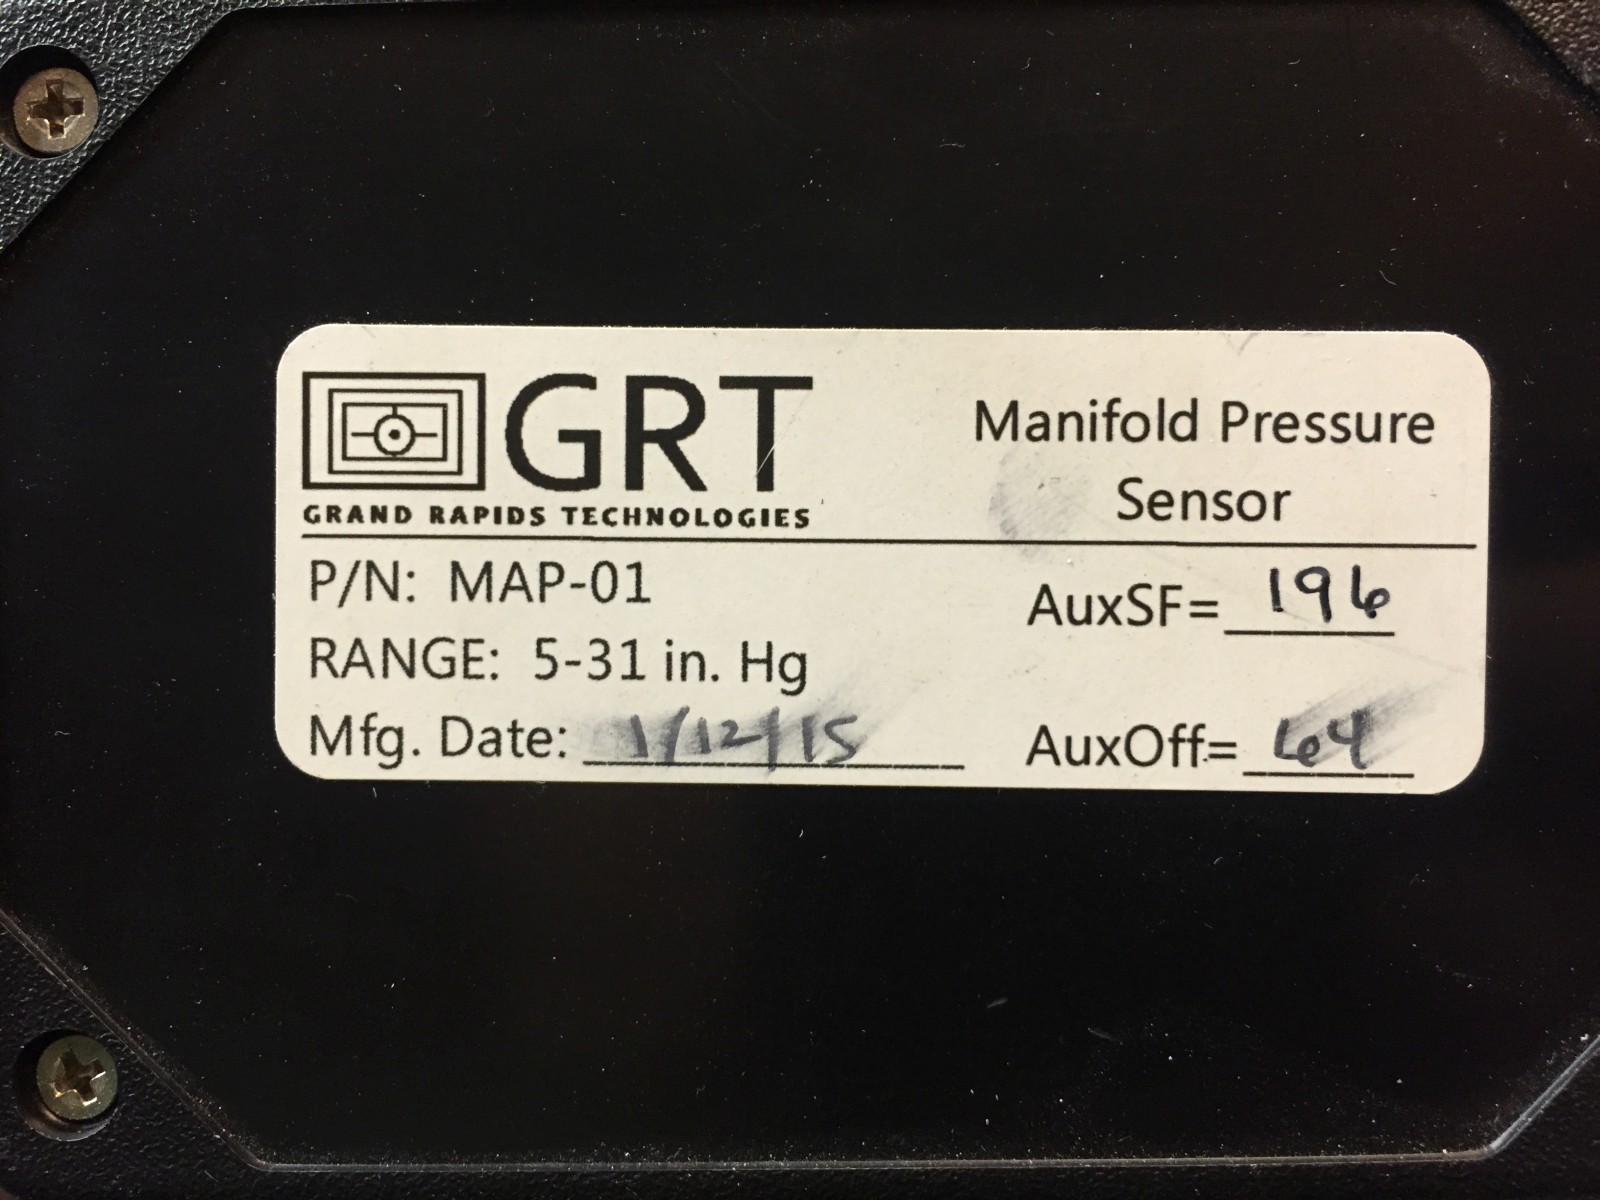 GRT
GRAND RAPIDS TECHNOLOGIES
Manifold Pressure
Sensor
P/N: MAP-01
AuxSF= 196
RANGE: 5-31 in. Hg
Mfg. Date: 1/12/15
AuxOff= 64